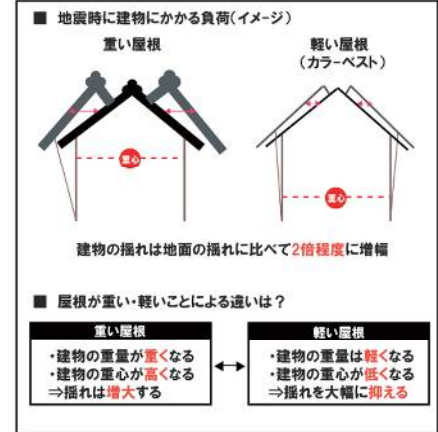 ■ 地震時に建物にかかる負荷(イメージ)
重い屋根
軽い屋根
(カラーベスト)
重心
重心
建物の揺れは地面の揺れに比べて2倍程度に増幅
■ 屋根が重い・軽いことによる違いは？
重い屋根
・建物の重量が重くなる
・建物の重心が高くなる
⇒揺れは増大する
軽い屋根
・建物の重量は軽くなる
・建物の重心が低くなる
⇒揺れを大幅に抑える